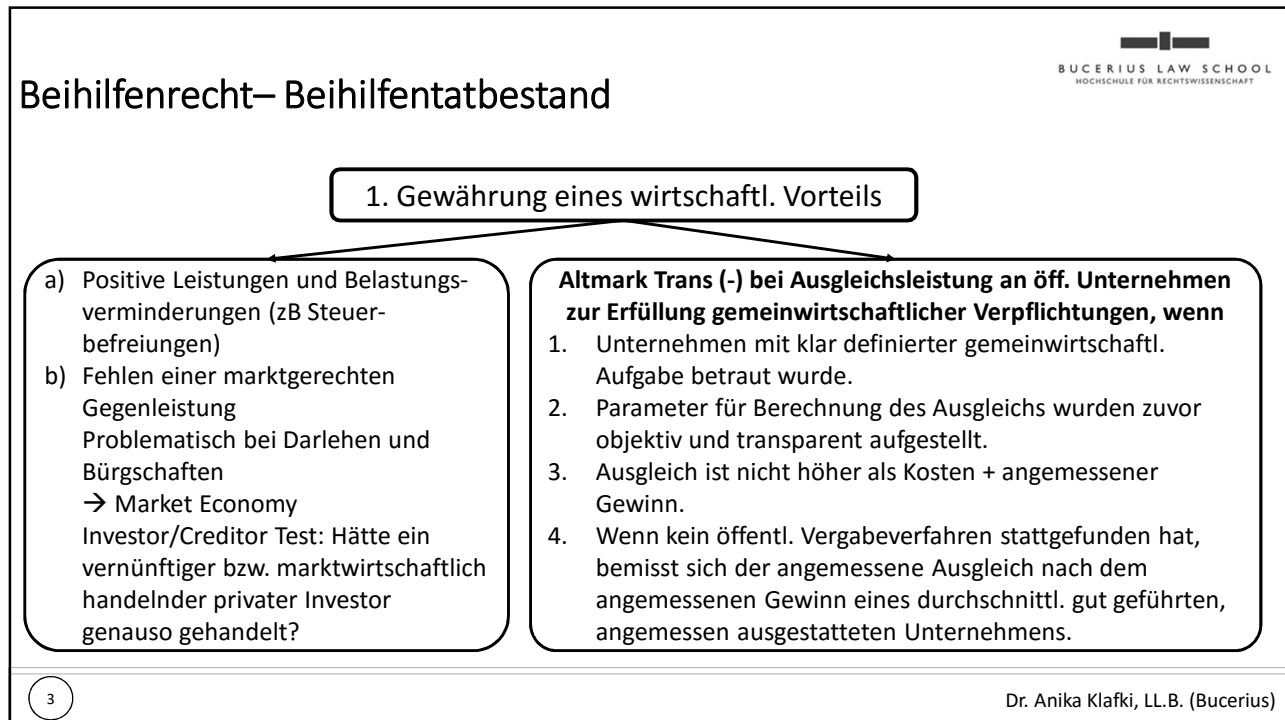 BUCERIUS LAW SCHOOL
HOCHSCHULE FÜR RECHTSWISSENSCHAFT
Beihilfenrecht– Beihilfentatbestand
1. Gewährung eines wirtschaftl. Vorteils
a) Positive Leistungen und Belastungs-
verminderungen (zB Steuer-
befreiungen)
b) Fehlen einer marktgerechten
Gegenleistung
Problematisch bei Darlehen und
Bürgschaften
→ Market Economy
Investor/Creditor Test: Hätte ein
vernünftiger bzw. marktwirtschaftlich
handelnder privater Investor
genauso gehandelt?
Altmark Trans (-) bei Ausgleichsleistung an öff. Unternehmen
zur Erfüllung gemeinwirtschaftlicher Verpflichtungen, wenn
1. Unternehmen mit klar definierter gemeinwirtschaftl.
Aufgabe betraut wurde.
2. Parameter für Berechnung des Ausgleichs wurden zuvor
objektiv und transparent aufgestellt.
3. Ausgleich ist nicht höher als Kosten + angemessener
Gewinn.
4. Wenn kein öffentl. Vergabeverfahren stattgefunden hat,
bemisst sich der angemessene Ausgleich nach dem
angemessenen Gewinn eines durchschnittl. gut geführten,
angemessen ausgestatteten Unternehmens.
3
Dr. Anika Klafki, LL.B. (Bucerius)